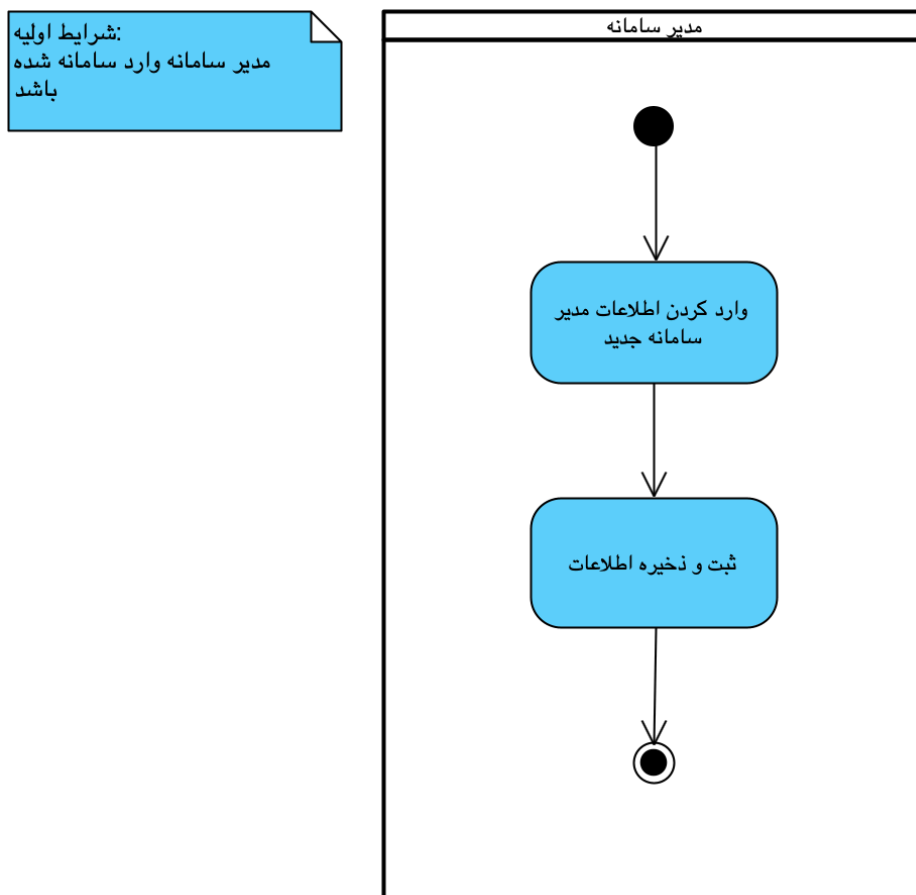 شرایط اولیه:
مدیر سامانه وارد سامانه شده
باشد
مدیر سامانه
وارد کردن اطلاعات مدیر
سامانه جدید
ثبت و ذخیره اطلاعات